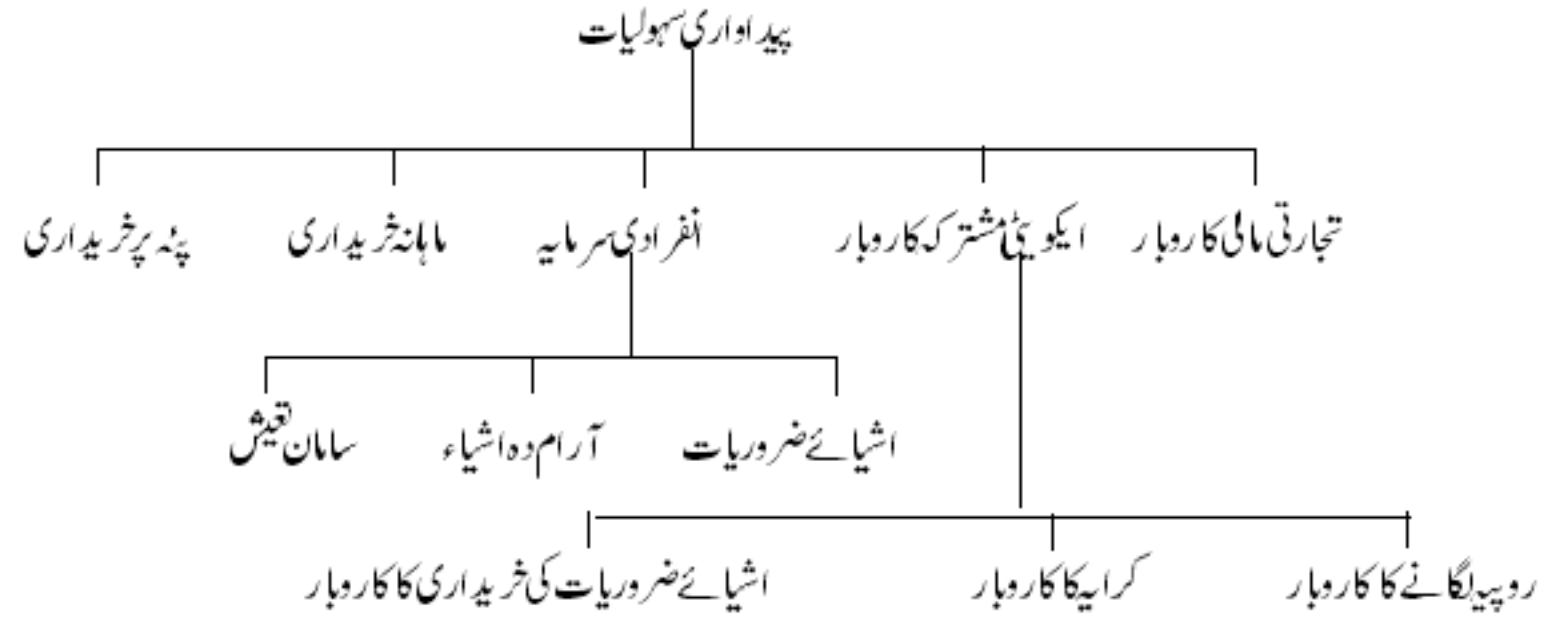 پیداواری سہولیات
تجارتی مالی کاروبار ایکویٹی مشترکہ کاروبار انفرادی سرمایہ ماہانہ خریداری پٹہ پر خریداری
اشیائے ضروریات آرام دہ اشیاء سامان تعیش
روپیہ لگانے کا کاروبار کرایہ کا کاروبار اشیائے ضروریات کی خریداری کا کاروبار